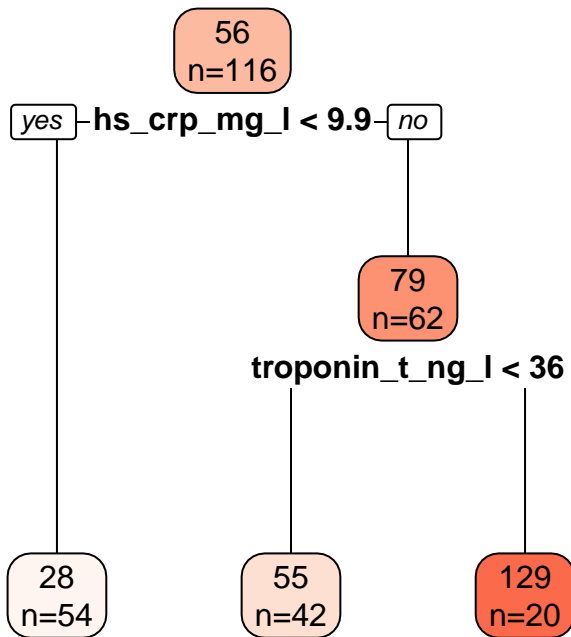 56
n=116
yes hs_crp_mg_l < 9.9 no
79
n=62
troponin_t_ng_l < 36
28
n=54
55
n=42
129
n=20